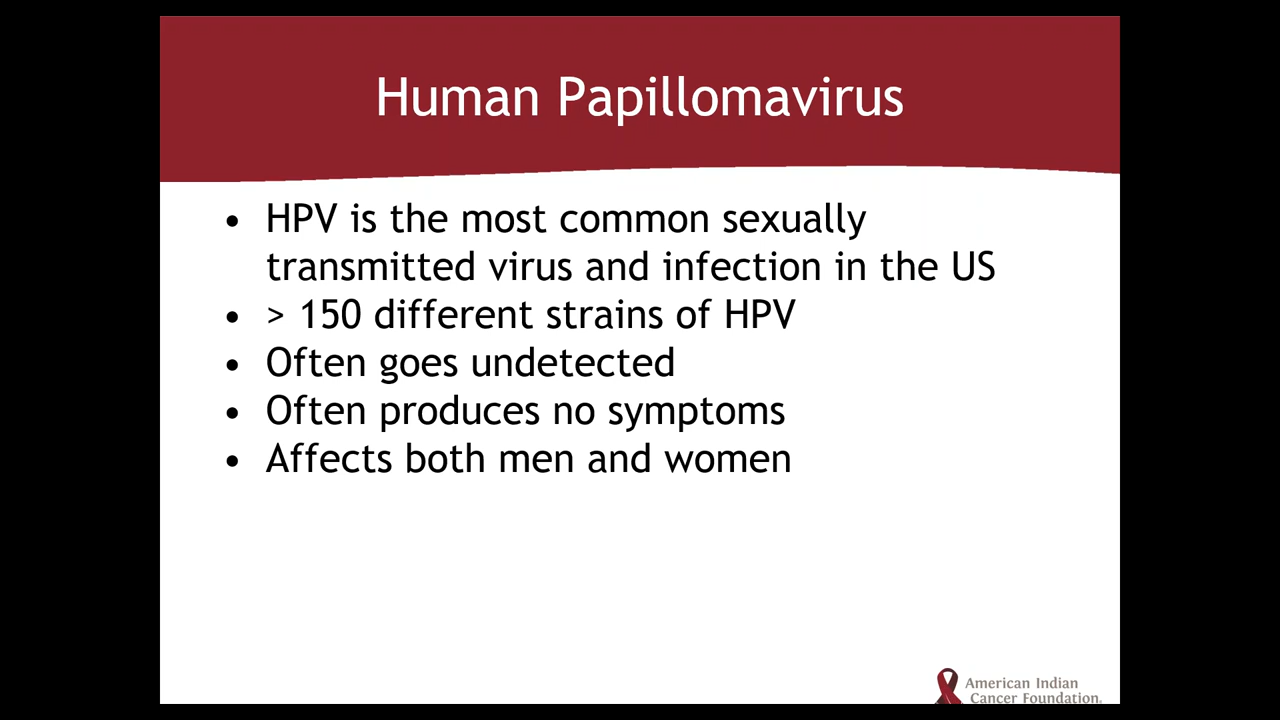 Human Papillomavirus
• HPV is the most common sexually
transmitted virus and infection in the US
• > 150 different strains of HPV
• Often goes undetected
• Often produces no symptoms
• Affects both men and women
American Indian
Cancer Foundation.